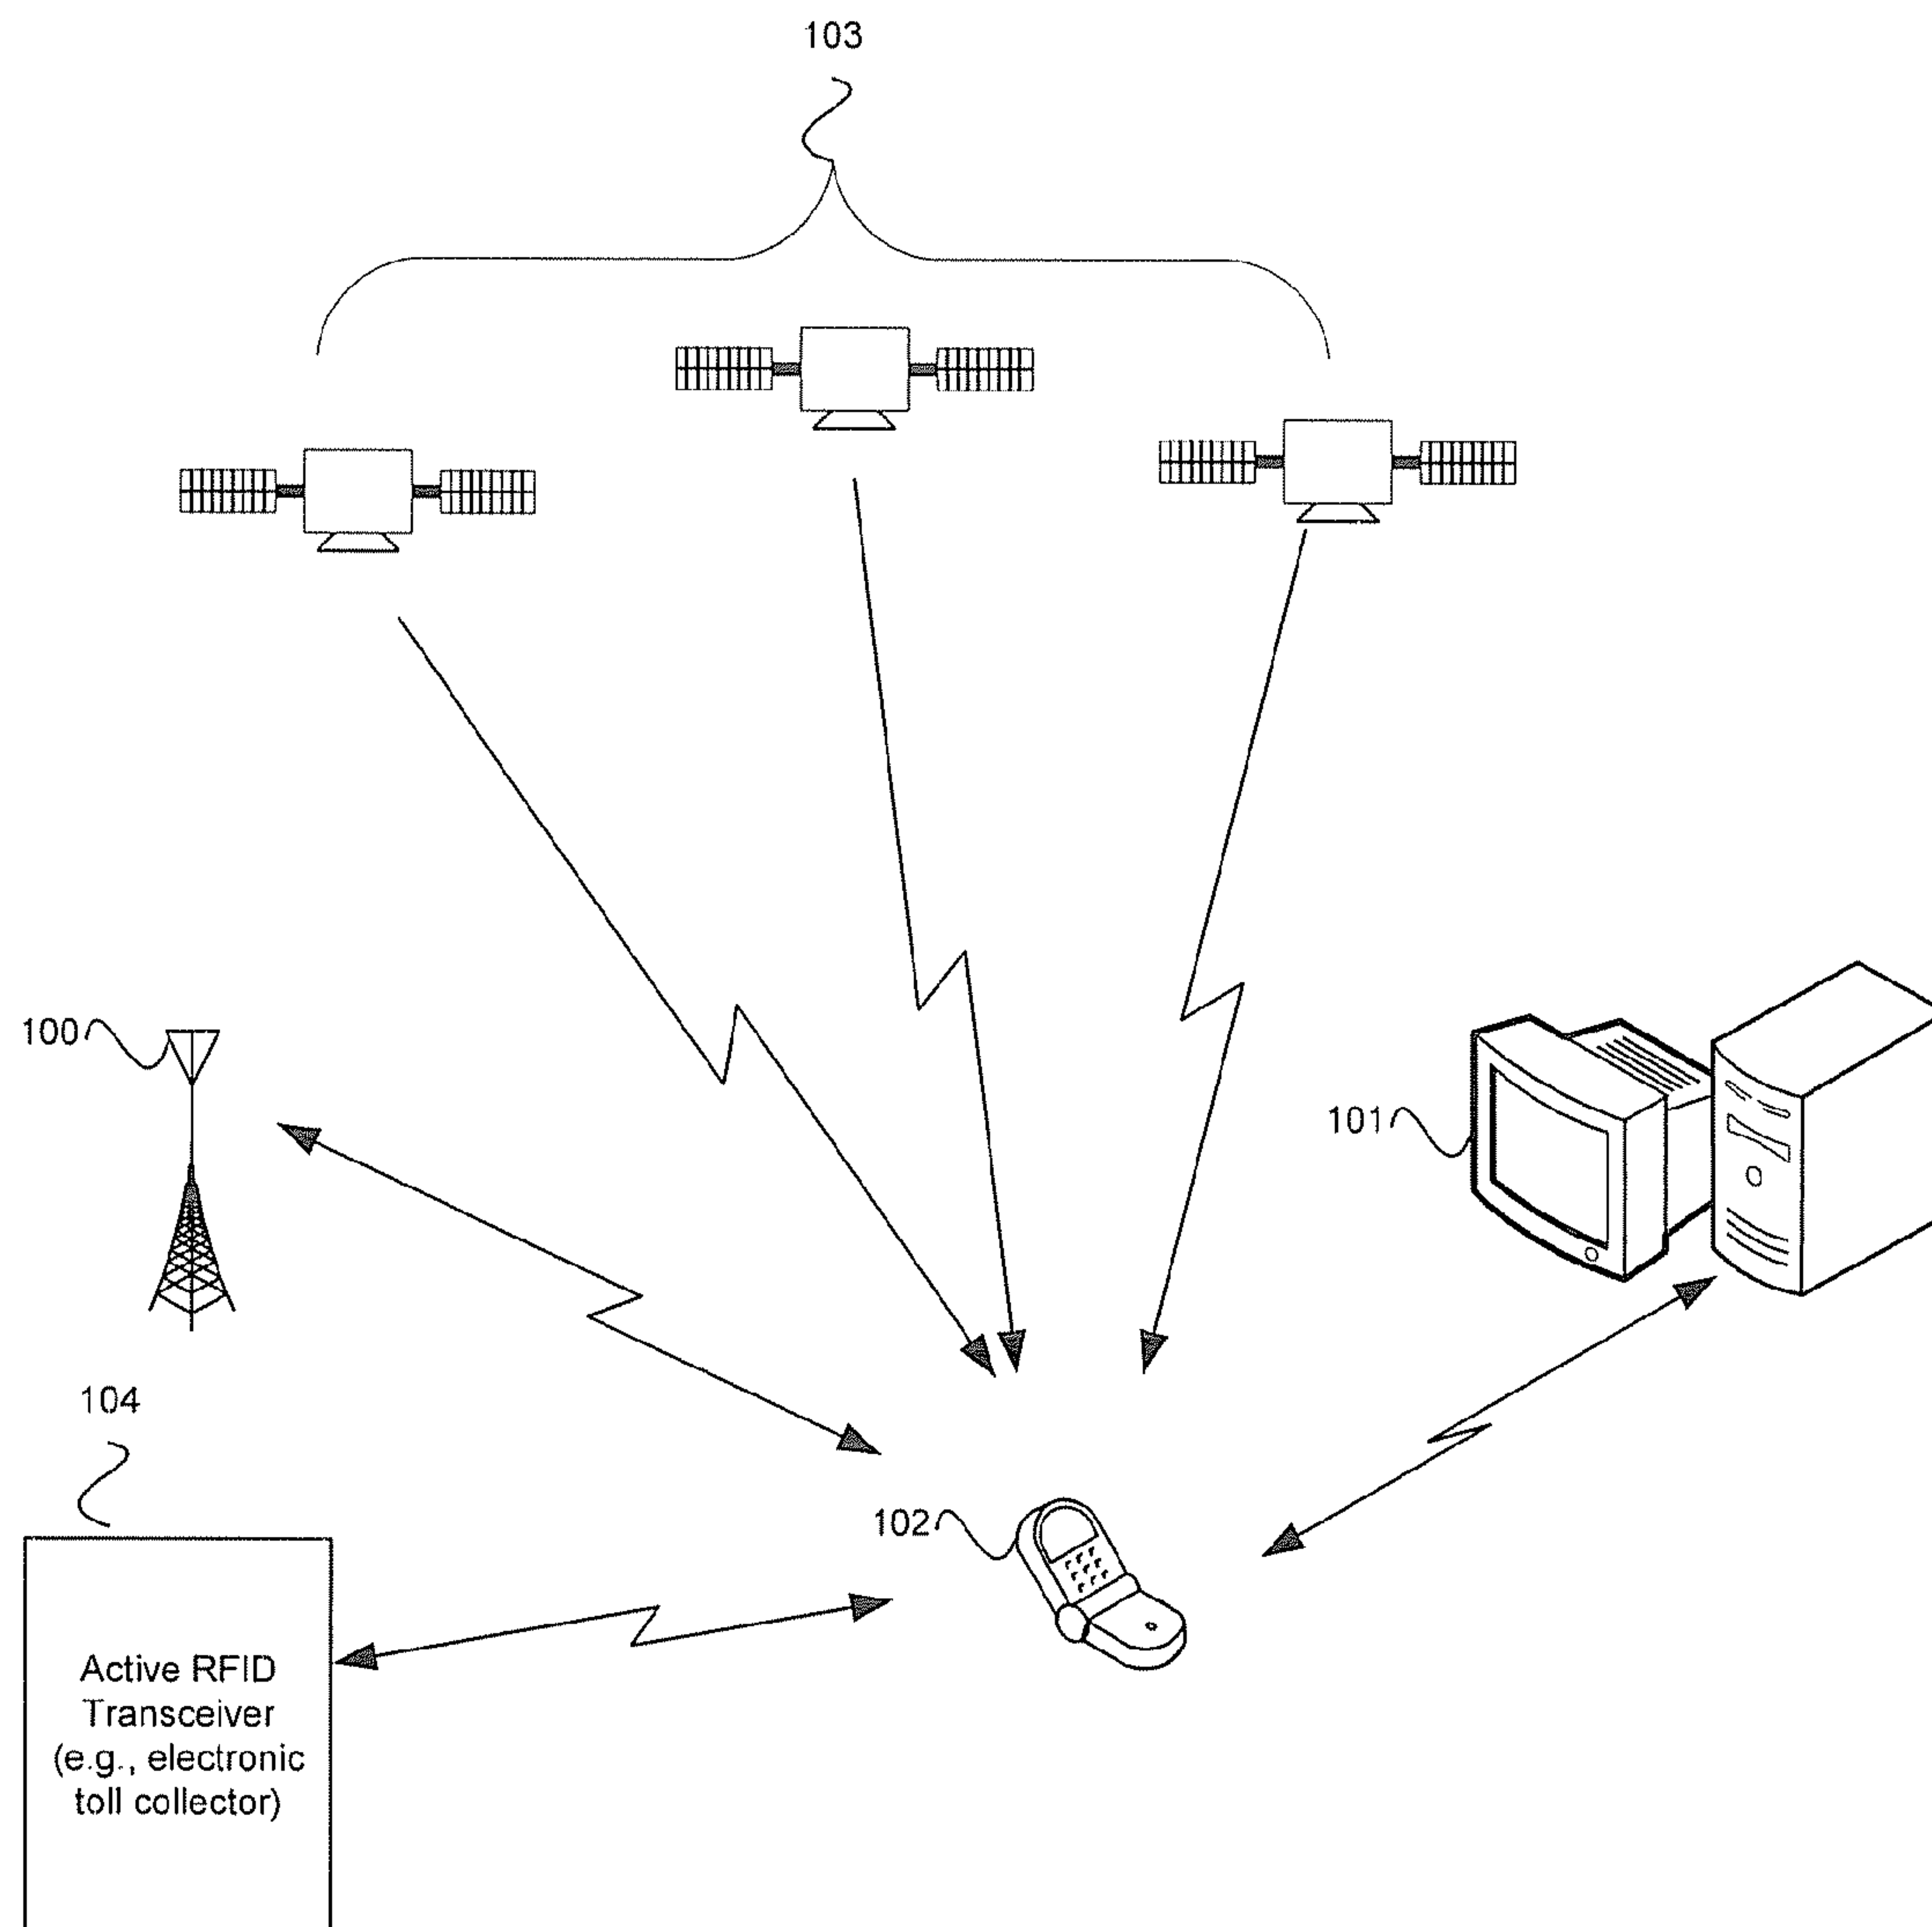 103
100
101
104
102
Active RFID
Transceiver
(e.g., electronic
toll collector)